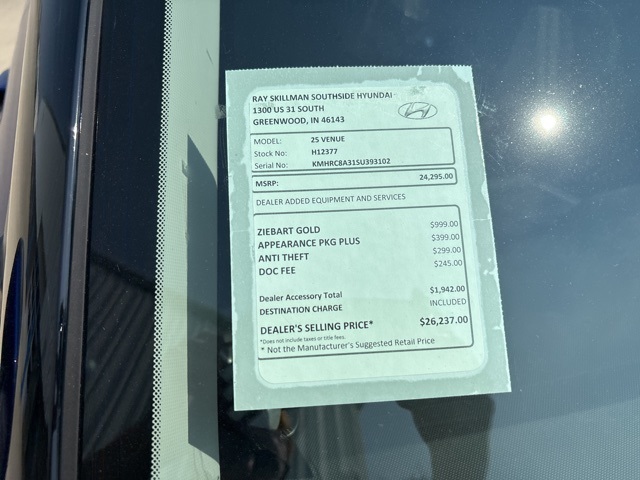 RAY SKILLMAN SOUTHSIDE HYUNDAI
1300 US 31 SOUTH
GREENWOOD, IN 46143
MODEL: 25 VENUE
Stock No: H12377
Serial No: KMHRC8A31SU393102
MSRP: 24,295.00
DEALER ADDED EQUIPMENT AND SERVICES
ZIEBART GOLD $999.00
APPEARANCE PKG PLUS $399.00
ANTI THEFT $299.00
DOC FEE $245.00
Dealer Accessory Total $1,942.00
DESTINATION CHARGE INCLUDED
DEALER'S SELLING PRICE* $26,237.00
*Does not include taxes or title fees.
* Not the Manufacturer's Suggested Retail Price